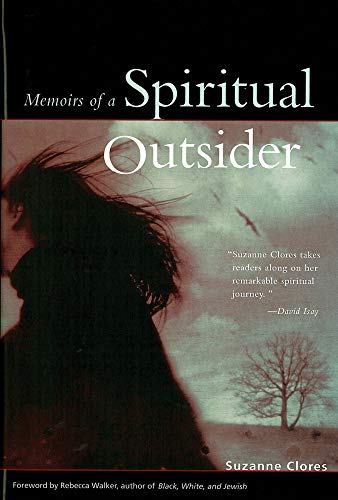 Memoirs of a Spiritual
Outsider
"Suzanne Clores takes
readers along on her
remarkable spiritual
journey."
—David Isay
Suzanne Clores
Foreword by Rebecca Walker, author of Black, White, and Jewish